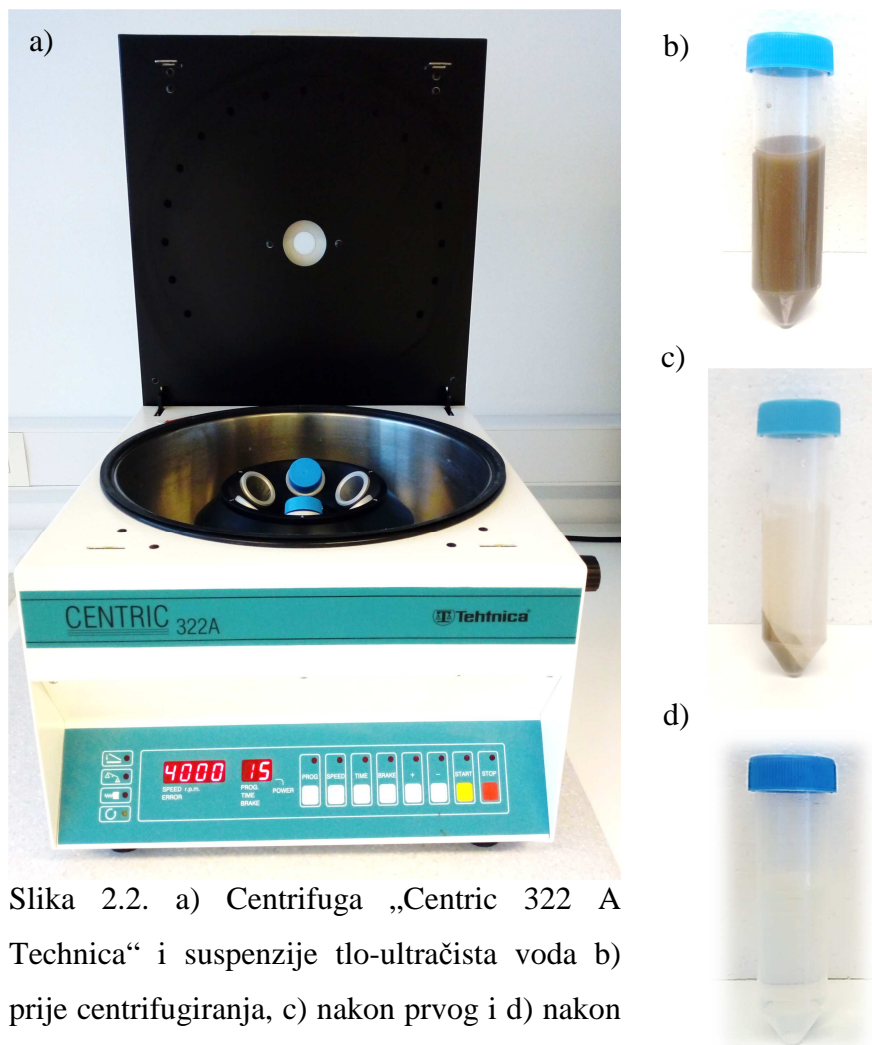 a)
b)
c)
d)
CENTRIC 322A
Tehtnica
4000
15
SPEED r.p.m.
ERROR
PROG.
TIME
BRAKE
POWER
PROG
SPEED
TIME
BRAKE
+
-
START
STOP
Slika 2.2. a) Centrifuga „Centric 322 A
Technica“ i suspenzije tlo-ultračista voda b)
prije centrifugiranja, c) nakon prvog i d) nakon